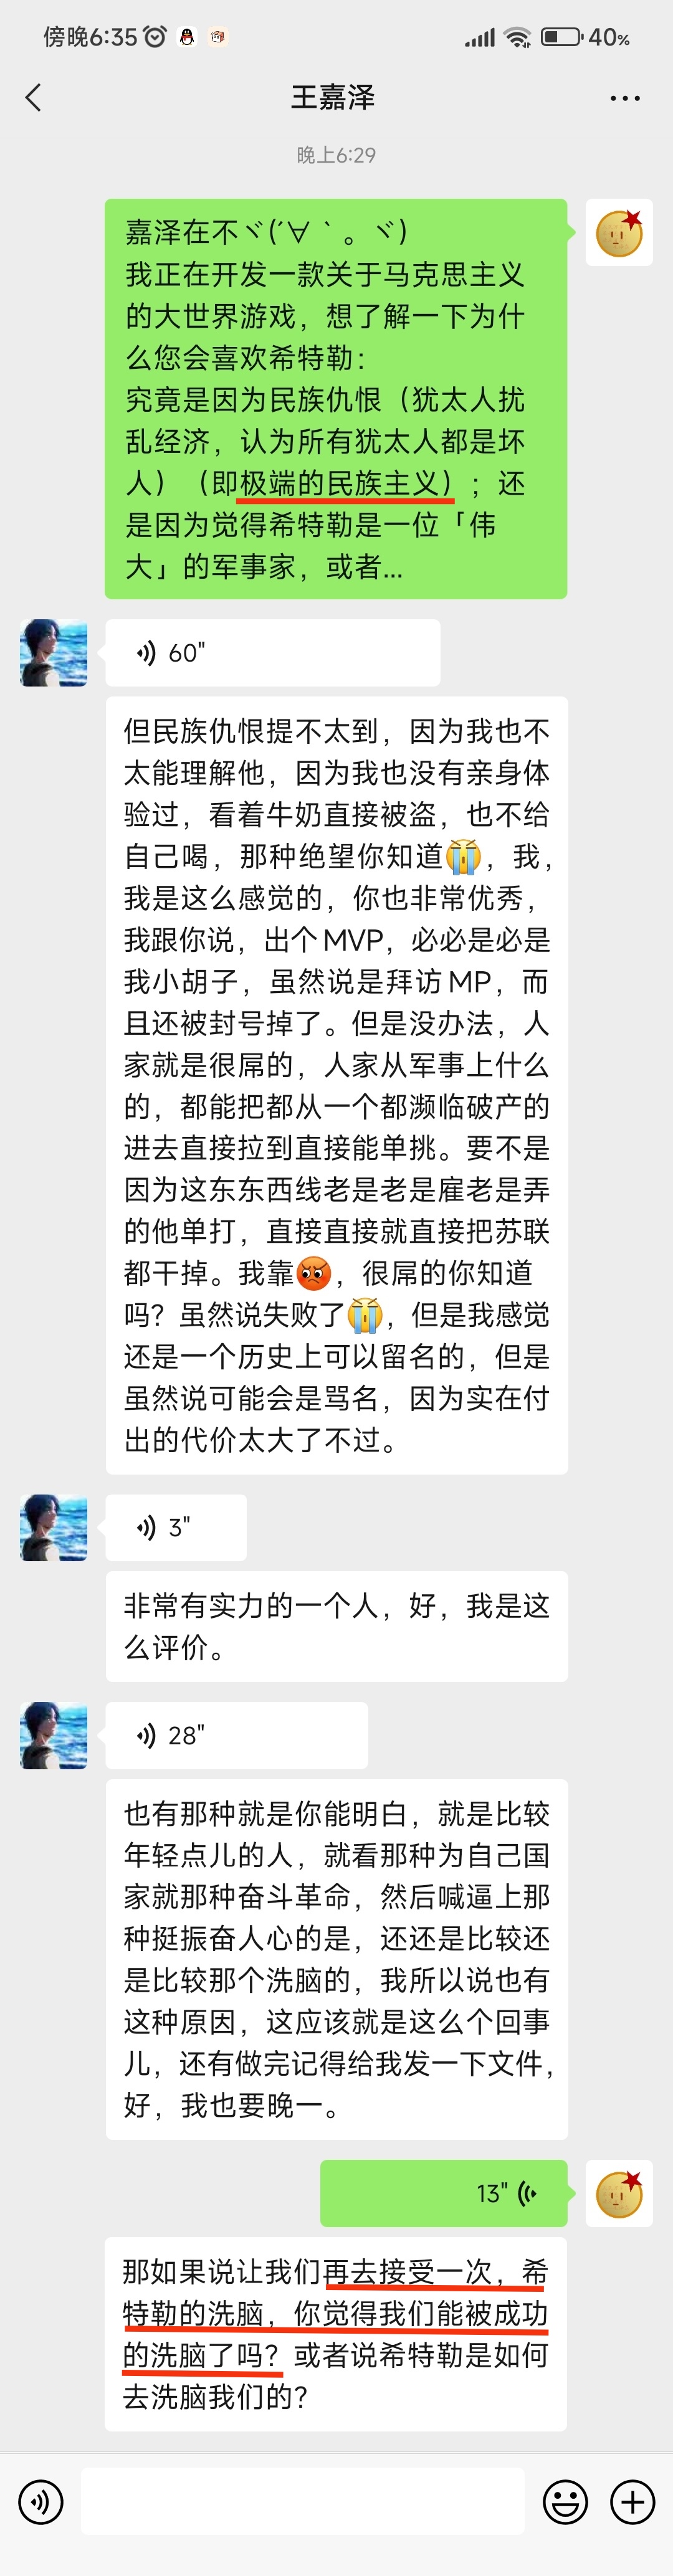 傍晚6:35
40%
王嘉泽
晚上6:29
嘉泽在不ヾ(′∀ ‵ 。ヾ)
我正在开发一款关于马克思主义
的大世界游戏，想了解一下为什
么您会喜欢希特勒：
究竟是因为民族仇恨（犹太人扰
乱经济，认为所有犹太人都是坏
人）（即极端的民族主义）；还
是因为觉得希特勒是一位「伟
大」的军事家，或者...
60"
但民族仇恨提不太到，因为我也不
太能理解他，因为我也没有亲身体
验过，看着牛奶直接被盗，也不给
自己喝，那种绝望你知道😭，我，
我是这么感觉的，你也非常优秀，
我跟你说，出个MVP，必必是必是
我小胡子，虽然说是拜访MP，而
且还被封号掉了。但是没办法，人
家就是很屌的，人家从军事上什么
的，都能把都从一个都濒临破产的
进去直接拉到直接能单挑。要不是
因为这东东西线老是老是雇老是弄
的他单打，直接直接就直接把苏联
都干掉。我靠😡，很屌的你知道
吗？虽然说失败了😭，但是我感觉
还是一个历史上可以留名的，但是
虽然说可能会是骂名，因为实在付
出的代价太大了不过。
3"
非常有实力的一个人，好，我是这
么评价。
28"
也有那种就是你能明白，就是比较
年轻点儿的人，就看那种为自己国
家就那种奋斗革命，然后喊逼上那
种挺振奋人心的是，还还是比较还
是比较那个洗脑的，我所以说也有
这种原因，这应该就是这么个回事
儿，还有做完记得给我发一下文件，
好，我也要晚一。
13"
那如果说让我们再去接受一次，希
特勒的洗脑，你觉得我们能被成功
的洗脑了吗？或者说希特勒是如何
去洗脑我们的？